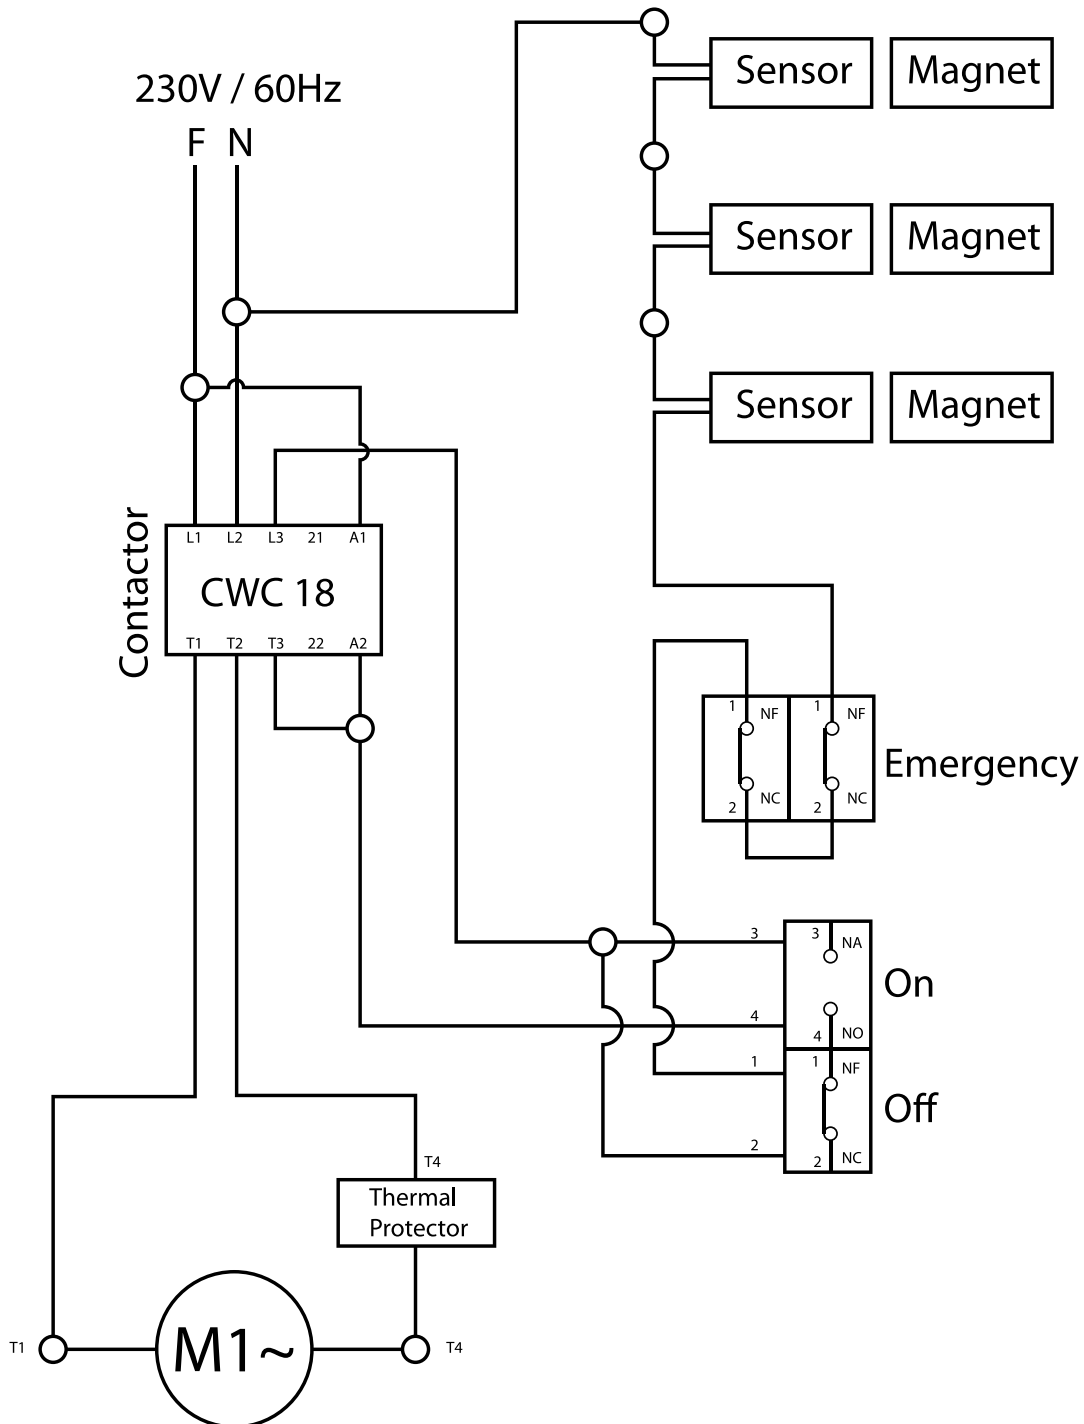 230V / 60Hz
F N
Sensor Magnet
Sensor Magnet
Sensor Magnet
Contactor
L1 L2 L3 21 A1
CWC 18
T1 T2 T3 22 A2
1 NF 1 NF
2 NC 2 NC
Emergency
3 3 NA
On
4 4 NO
1 1 NF
Off
2 2 NC
T4
Thermal
Protector
T1 M1~ T4